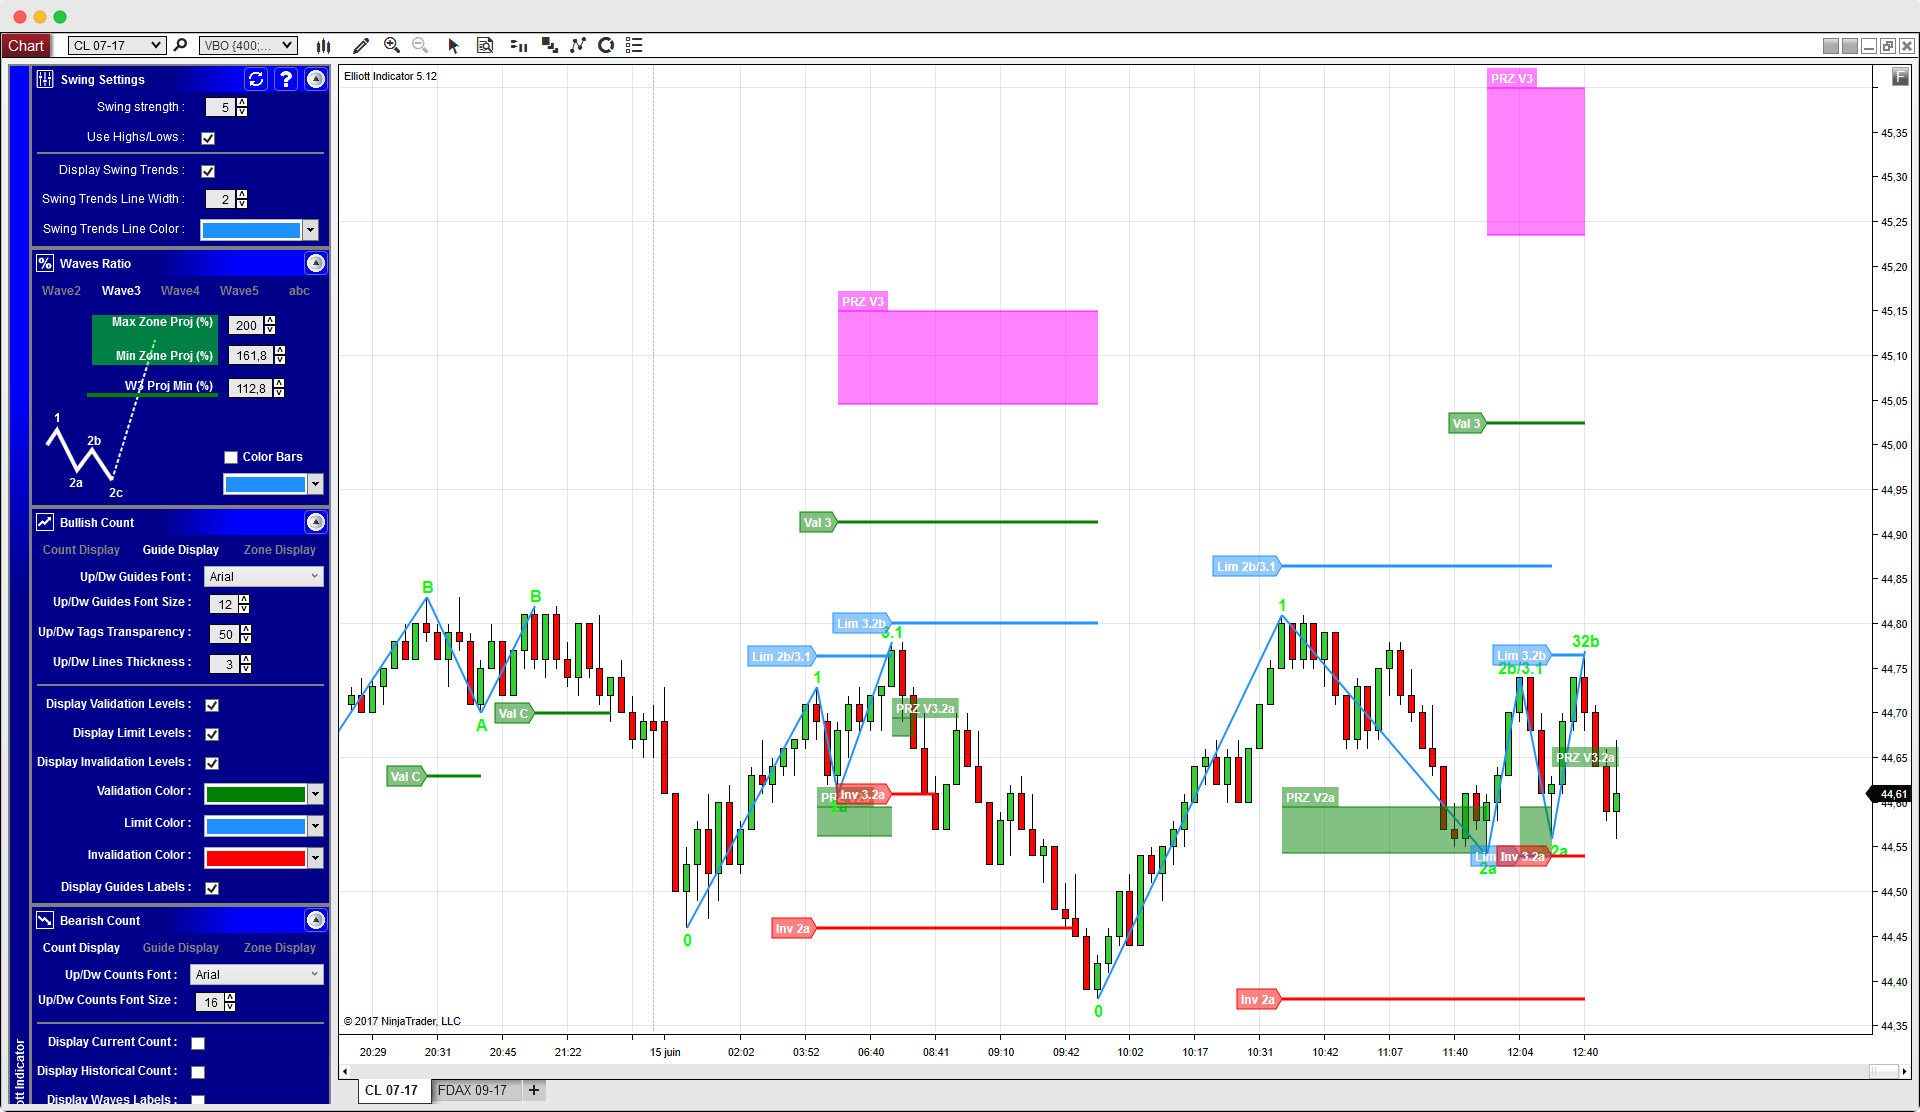 Chart
CL 07-17
VBO {400;...
Swing Settings
?
Swing strength :
5
Use Highs/Lows :
Display Swing Trends :
Swing Trends Line Width :
2
Swing Trends Line Color :
% Waves Ratio
Wave2 Wave3 Wave4 Wave5 abc
Max Zone Proj (%)
200
Min Zone Proj (%)
161,8
W3 Proj Min (%)
112,8
1
2b
2a
2c
Color Bars
Bullish Count
Count Display Guide Display Zone Display
Up/Dw Guides Font :
Arial
Up/Dw Guides Font Size :
12
Up/Dw Tags Transparency :
50
Up/Dw Lines Thickness :
3
Display Validation Levels :
Display Limit Levels :
Display Invalidation Levels :
Validation Color :
Limit Color :
Invalidation Color :
Display Guides Labels :
Bearish Count
Count Display Guide Display Zone Display
Up/Dw Counts Font :
Arial
Up/Dw Counts Font Size :
16
Display Current Count :
Display Historical Count :
Display Waves Labels :
ott Indicator
Elliott Indicator 5.12
F
PRZ V3
PRZ V3
Val 3
Val 3
Lim 2b/3.1
B
B
A
Val C
Val C
Lim 3.2b
3.1
Lim 2b/3.1
1
PRZ V3.2a
Inv 3.2a
2a
0
Inv 2a
0
1
32b
Lim 3.2b
2b/3.1
PRZ V3.2a
PRZ V2a
Lim
Inv 3.2a
2a
2a
Inv 2a
45,35
45,30
45,25
45,20
45,15
45,10
45,05
45,00
44,95
44,90
44,85
44,80
44,75
44,70
44,65
44,61
44,60
44,55
44,50
44,45
44,40
44,35
© 2017 NinjaTrader, LLC
20:29 20:31 20:45 21:22 15 juin 02:02 03:52 06:40 08:41 09:10 09:42 10:02 10:17 10:31 10:42 11:07 11:40 12:04 12:40
CL 07-17 FDAX 09-17 +